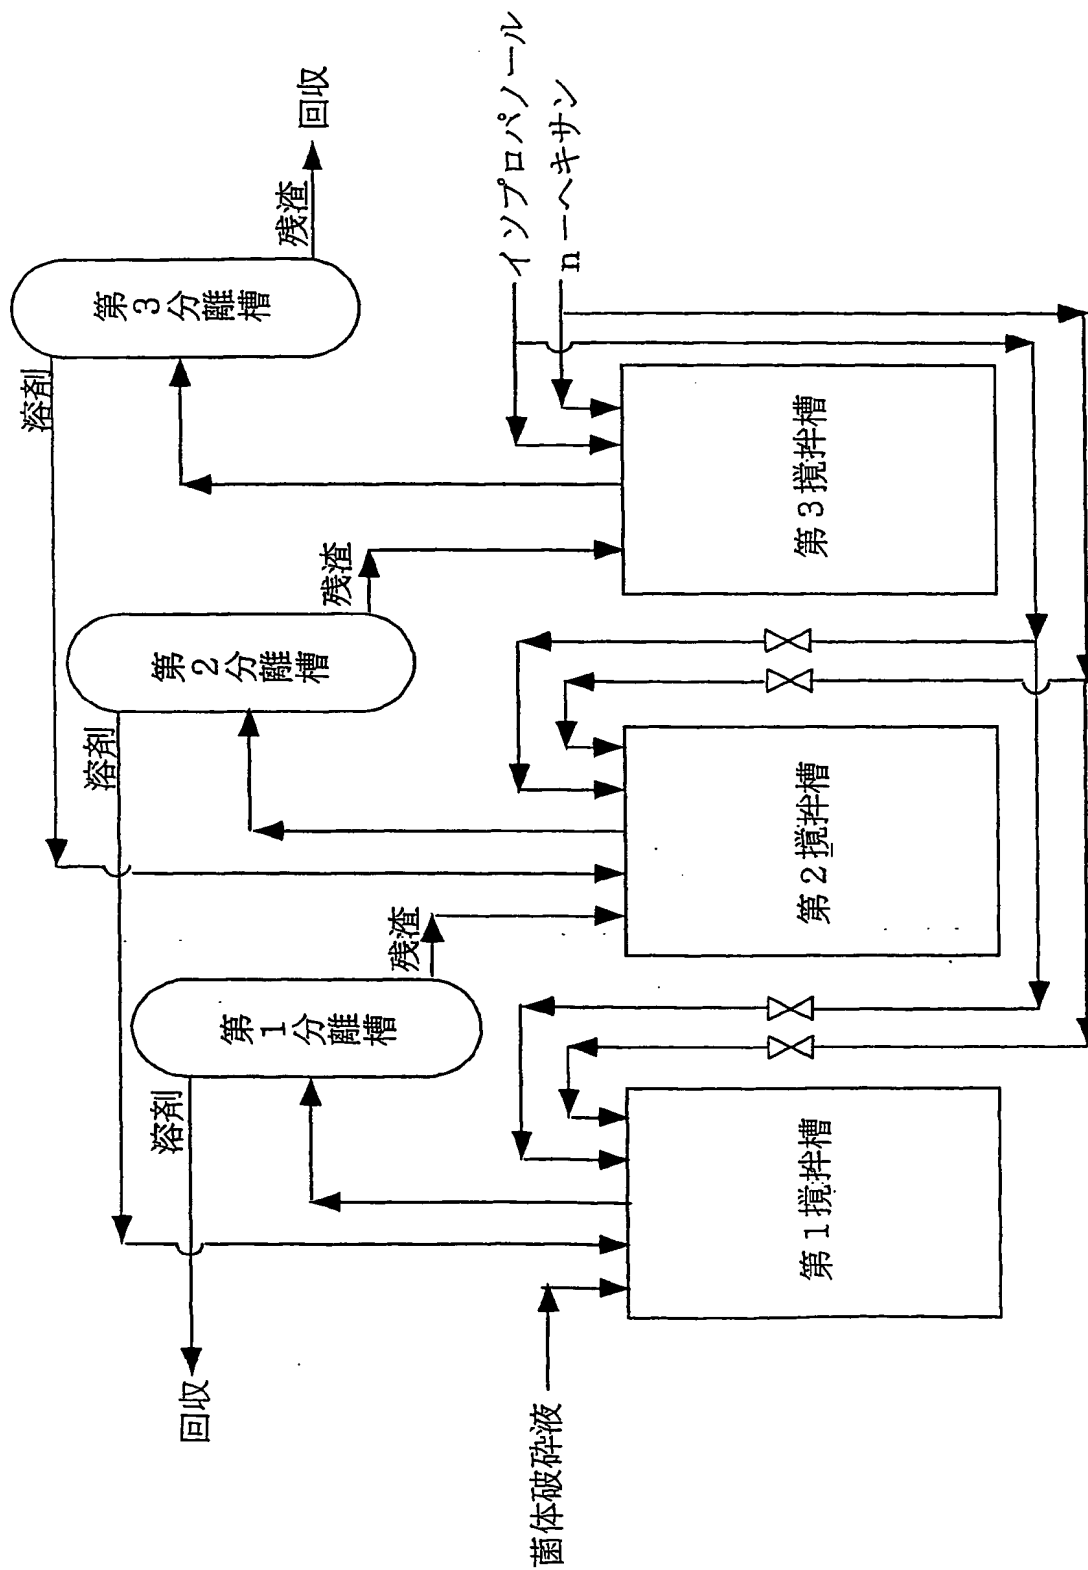 回収
溶剤
第1分離槽
残渣
溶剤
第2分離槽
残渣
溶剤
第3分離槽
残渣
回収
菌体破砕液
イソプロパノール
n－ヘキサン
第1撹拌槽
第2撹拌槽
第3撹拌槽